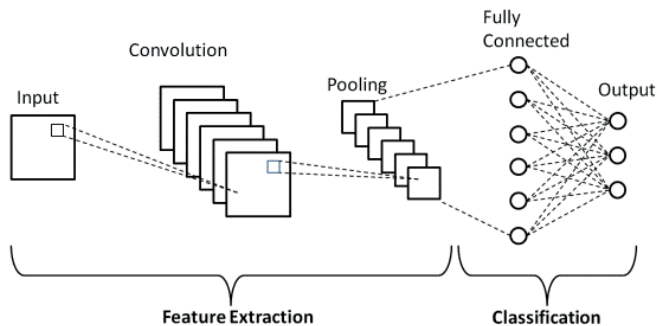 Input
Convolution
Pooling
Fully
Connected
Output
Feature Extraction
Classification